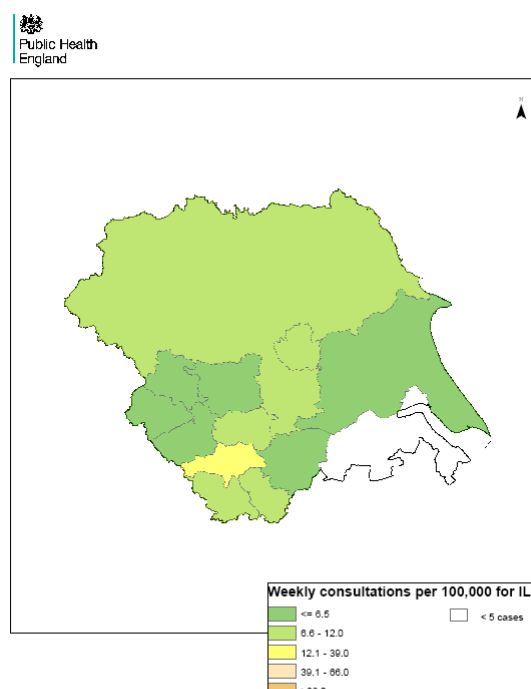 Public Health
England
N
Weekly consultations per 100,000 for IL
<= 6.5
< 5 cases
6.6 - 12.0
12.1 - 39.0
39.1 - 66.0